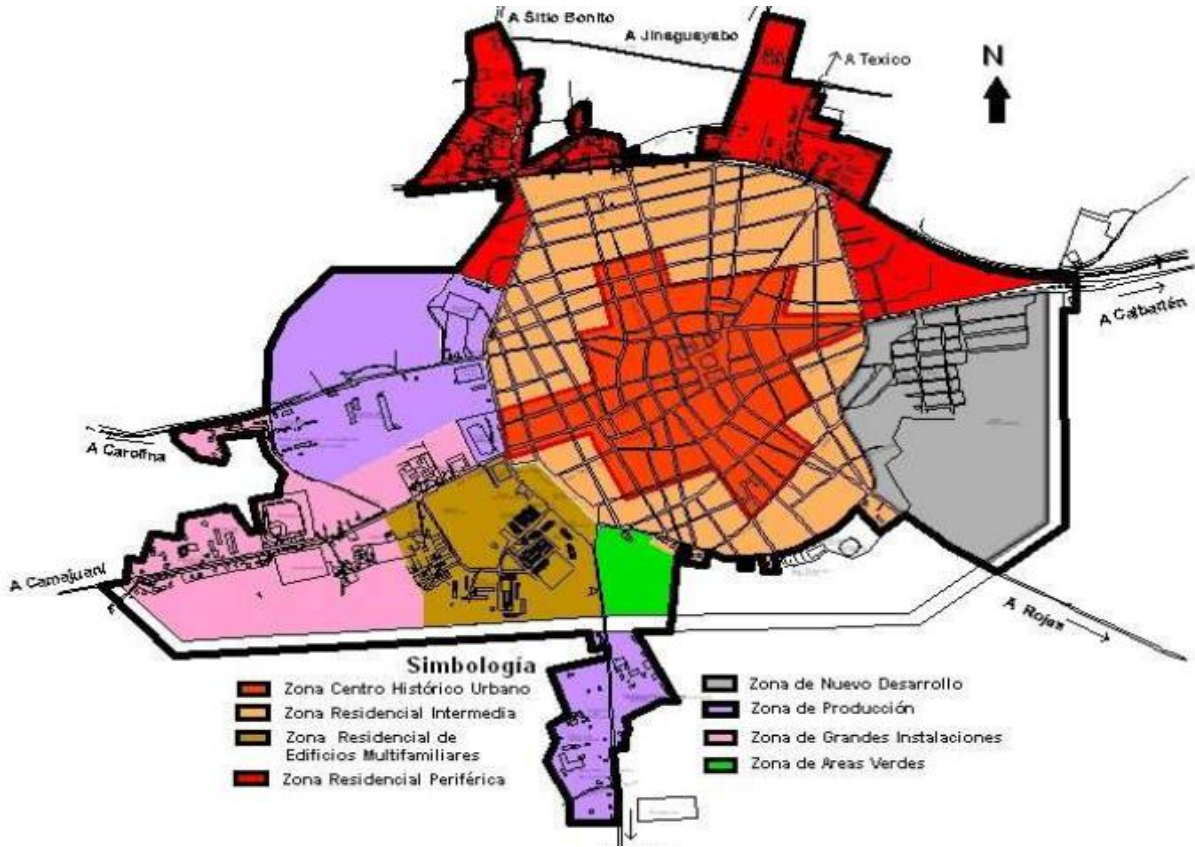 A Sitio Bonito
A Jinaguayabo
A Texico
N
A Caibarién
A Carolina
A Camajuaní
A Rojas
Simbología
Zona Centro Histórico Urbano
Zona Residencial Intermedia
Zona Residencial de
Edificios Multifamiliares
Zona Residencial Periférica
Zona de Nuevo Desarrollo
Zona de Producción
Zona de Grandes Instalaciones
Zona de Areas Verdes